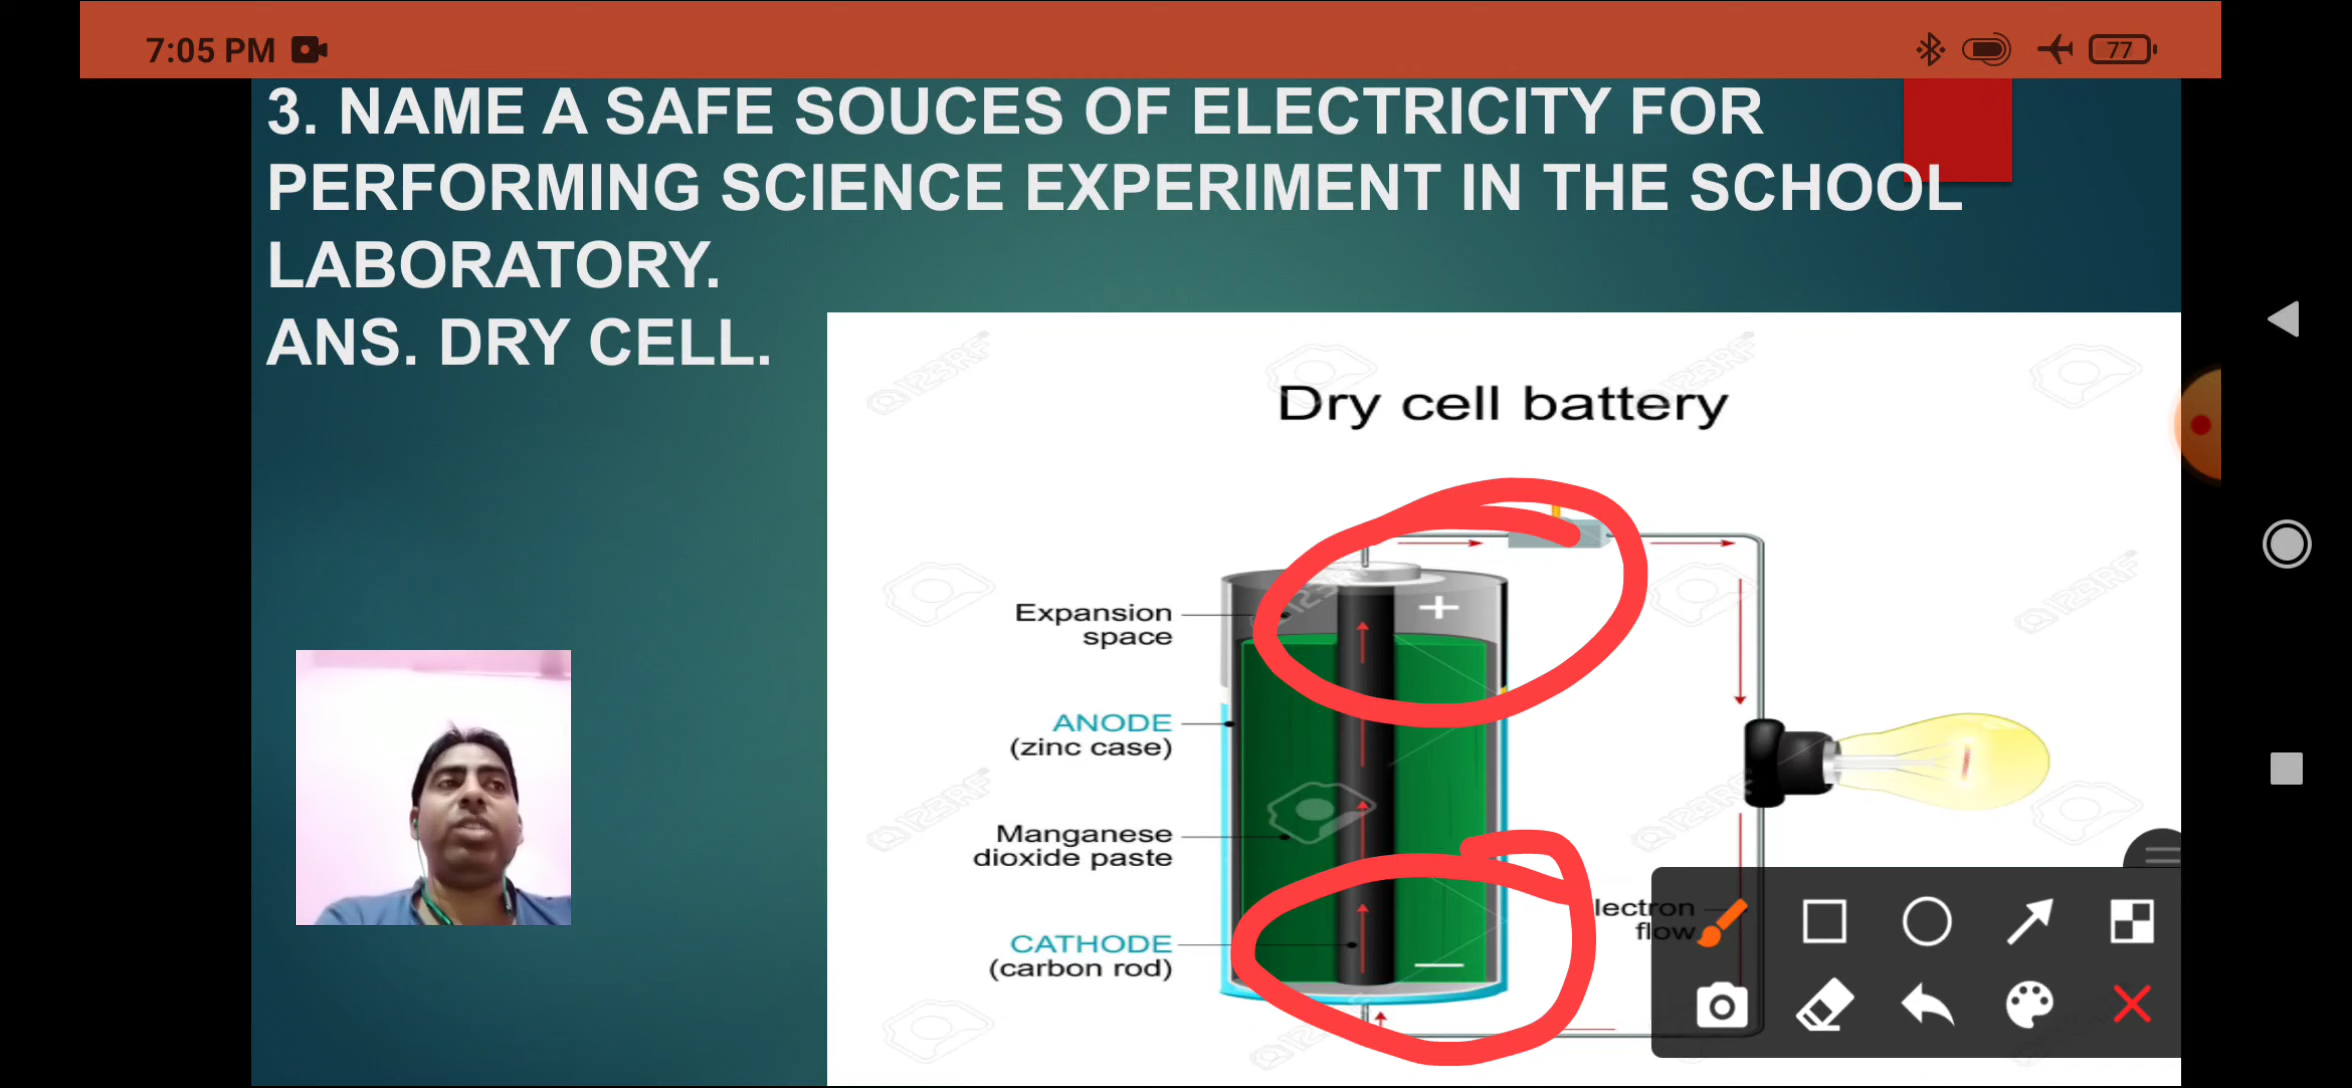 7:05 PM
77
3. NAME A SAFE SOUCES OF ELECTRICITY FOR
PERFORMING SCIENCE EXPERIMENT IN THE SCHOOL
LABORATORY.
ANS. DRY CELL.
Dry cell battery
+
Expansion
space
ANODE
(zinc case)
Manganese
dioxide paste
CATHODE
(carbon rod)
lectron
flow
123RF